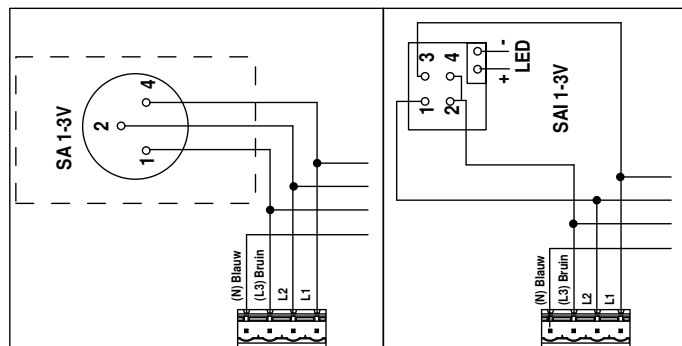 SA 1-3V
1
2
4
(N) Blauw
(L3) Bruin
L2
L1
3
4
1
2
- 
+
LED
SAI 1-3V
(N) Blauw
(L3) Bruin
L2
L1